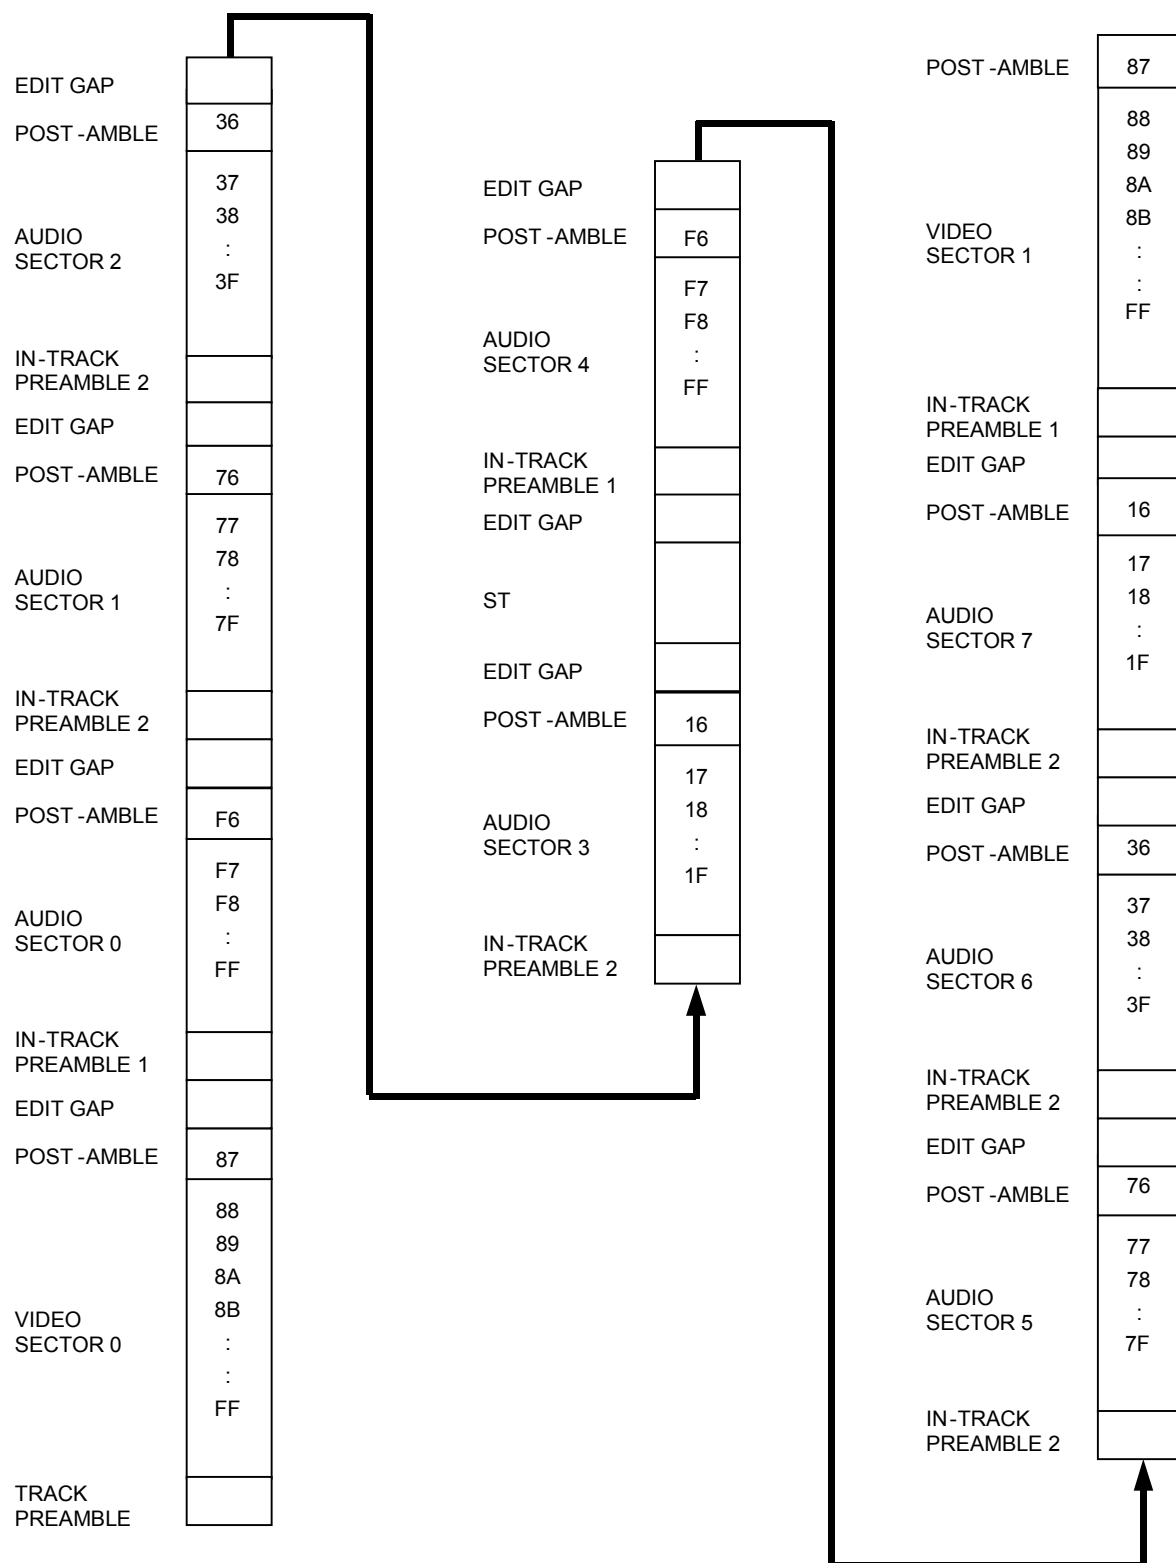 EDIT GAP
POST-AMBLE 36
37
38
AUDIO
SECTOR 2
:
3F
IN-TRACK
PREAMBLE 2
EDIT GAP
POST-AMBLE 76
77
78
AUDIO
SECTOR 1
:
7F
IN-TRACK
PREAMBLE 2
EDIT GAP
POST-AMBLE F6
F7
F8
AUDIO
SECTOR 0
:
FF
IN-TRACK
PREAMBLE 1
EDIT GAP
POST-AMBLE 87
88
89
8A
8B
VIDEO
SECTOR 0
:
:
FF
TRACK
PREAMBLE
EDIT GAP
POST-AMBLE F6
F7
F8
AUDIO
SECTOR 4
:
FF
IN-TRACK
PREAMBLE 1
EDIT GAP
ST
EDIT GAP
POST-AMBLE 16
17
18
AUDIO
SECTOR 3
:
1F
IN-TRACK
PREAMBLE 2
POST-AMBLE 87
88
89
8A
8B
VIDEO
SECTOR 1
:
:
FF
IN-TRACK
PREAMBLE 1
EDIT GAP
POST-AMBLE 16
17
18
AUDIO
SECTOR 7
:
1F
IN-TRACK
PREAMBLE 2
EDIT GAP
POST-AMBLE 36
37
38
AUDIO
SECTOR 6
:
3F
IN-TRACK
PREAMBLE 2
EDIT GAP
POST-AMBLE 76
77
78
AUDIO
SECTOR 5
:
7F
IN-TRACK
PREAMBLE 2